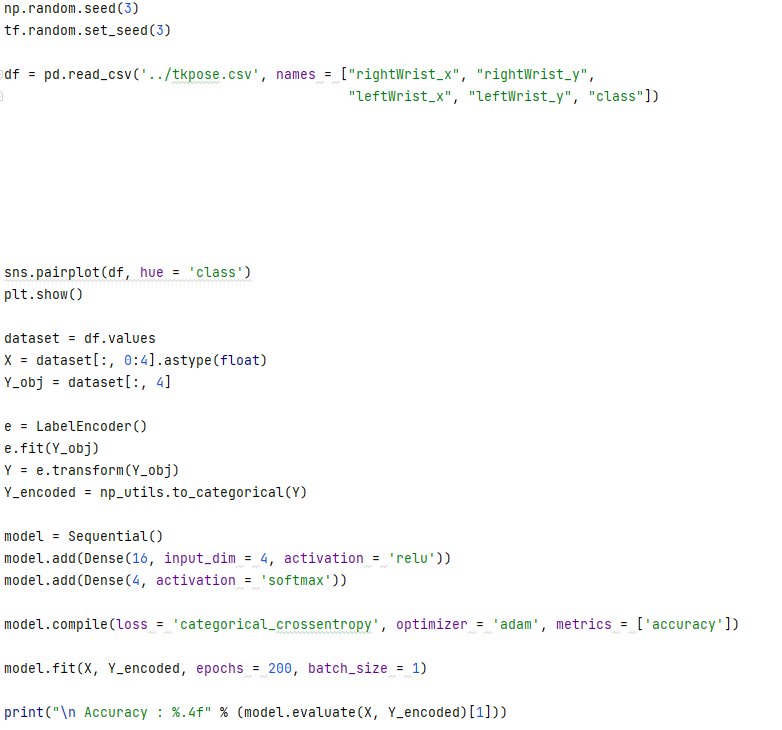 np.random.seed(3)
tf.random.set_seed(3)
df = pd.read_csv('../tkpose.csv', names = ["rightWrist_x", "rightWrist_y",
"leftWrist_x", "leftWrist_y", "class"])
sns.pairplot(df, hue = 'class')
plt.show()
dataset = df.values
X = dataset[:, 0:4].astype(float)
Y_obj = dataset[:, 4]
e = LabelEncoder()
e.fit(Y_obj)
Y = e.transform(Y_obj)
Y_encoded = np_utils.to_categorical(Y)
model = Sequential()
model.add(Dense(16, input_dim = 4, activation = 'relu'))
model.add(Dense(4, activation = 'softmax'))
model.compile(loss = 'categorical_crossentropy', optimizer = 'adam', metrics = ['accuracy'])
model.fit(X, Y_encoded, epochs = 200, batch_size = 1)
print("\n Accuracy : %.4f" % (model.evaluate(X, Y_encoded)[1]))